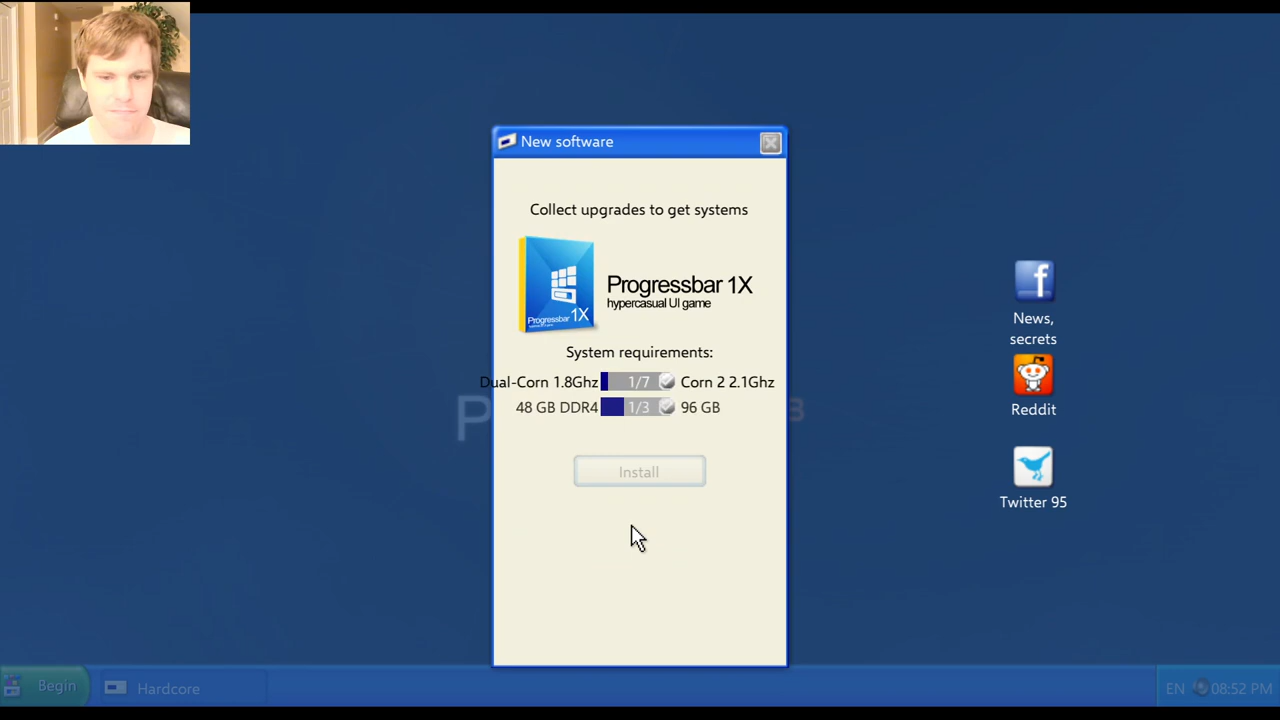 New software
Collect upgrades to get systems
Progressbar 1X
Progressbar 1X
hypercasual UI game
System requirements:
Dual-Corn 1.8Ghz 1/7 Corn 2 2.1Ghz
48 GB DDR4 1/3 96 GB
Install
News,
secrets
Reddit
Twitter 95
Begin
Hardcore
EN 08:52 PM